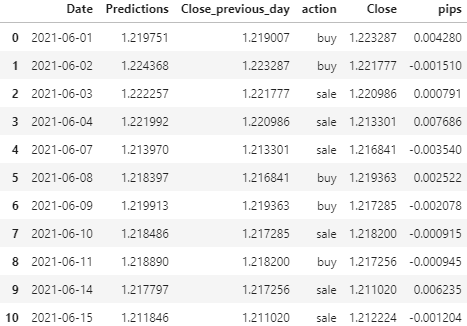 Date Predictions Close_previous_day action Close pips
0 2021-06-01 1.219751 1.219007 buy 1.223287 0.004280
1 2021-06-02 1.224368 1.223287 buy 1.221777 -0.001510
2 2021-06-03 1.222257 1.221777 sale 1.220986 0.000791
3 2021-06-04 1.221992 1.220986 sale 1.213301 0.007686
4 2021-06-07 1.213970 1.213301 sale 1.216841 -0.003540
5 2021-06-08 1.218397 1.216841 buy 1.219363 0.002522
6 2021-06-09 1.219913 1.219363 buy 1.217285 -0.002078
7 2021-06-10 1.218486 1.217285 sale 1.218200 -0.000915
8 2021-06-11 1.218890 1.218200 buy 1.217256 -0.000945
9 2021-06-14 1.217797 1.217256 sale 1.211020 0.006235
10 2021-06-15 1.211846 1.211020 sale 1.212224 -0.001204